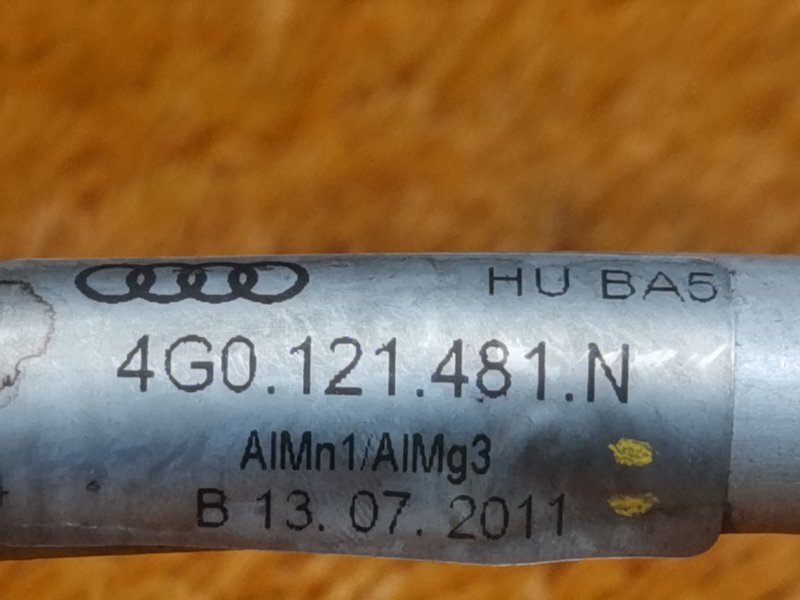 HU BA5
4G0.121.481.N
AlMn1/AlMg3
B 13. 07. 2011